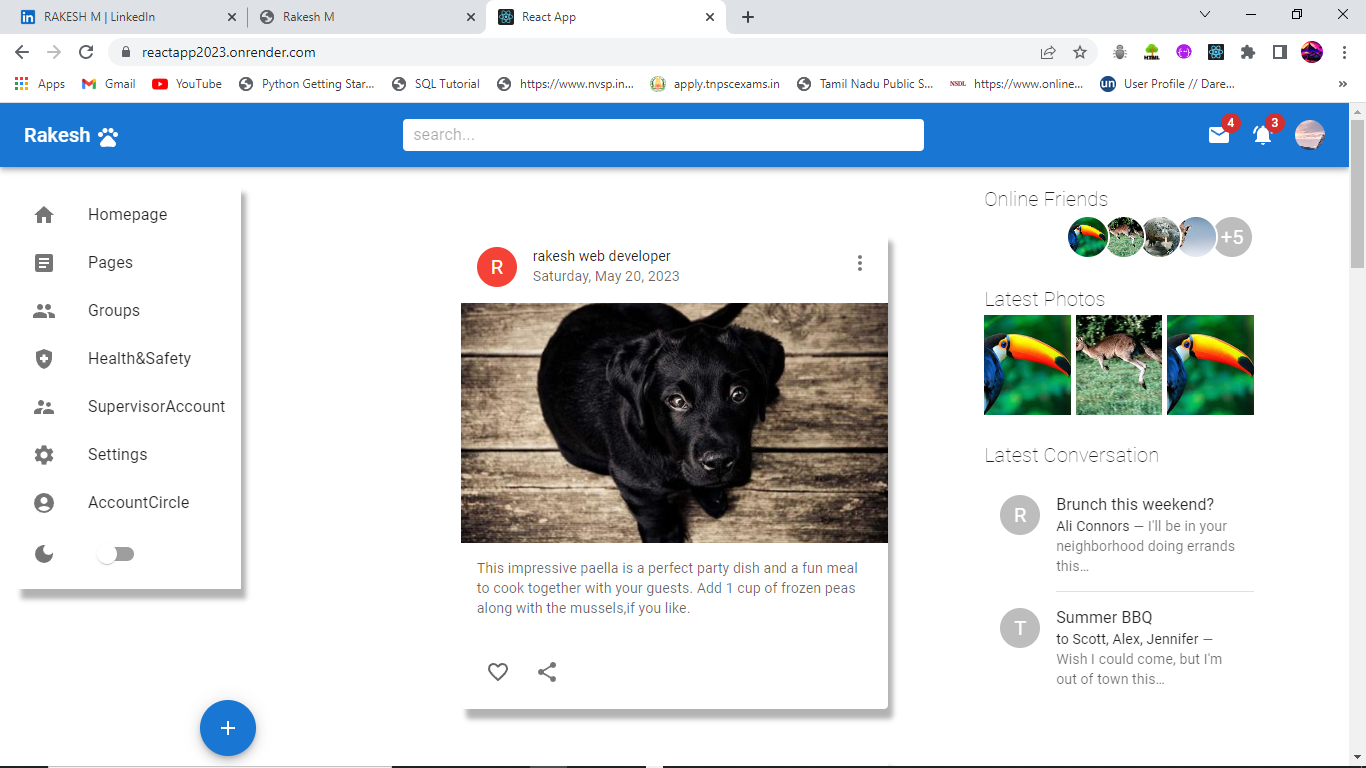 RAKESH M | LinkedIn
Rakesh M
React App
reactapp2023.onrender.com
Apps
Gmail
YouTube
Python Getting Star...
SQL Tutorial
https://www.nvsp.in...
apply.tnpscexams.in
Tamil Nadu Public S...
NSDL
https://www.online...
un
User Profile // Dare...
»
Rakesh
search...
4
3
Homepage
Pages
Groups
Health&Safety
SupervisorAccount
Settings
AccountCircle
R
rakesh web developer
Saturday, May 20, 2023
This impressive paella is a perfect party dish and a fun meal
to cook together with your guests. Add 1 cup of frozen peas
along with the mussels,if you like.
Online Friends
+5
Latest Photos
Latest Conversation
R
Brunch this weekend?
Ali Connors — I'll be in your
neighborhood doing errands
this…
T
Summer BBQ
to Scott, Alex, Jennifer —
Wish I could come, but I'm
out of town this…